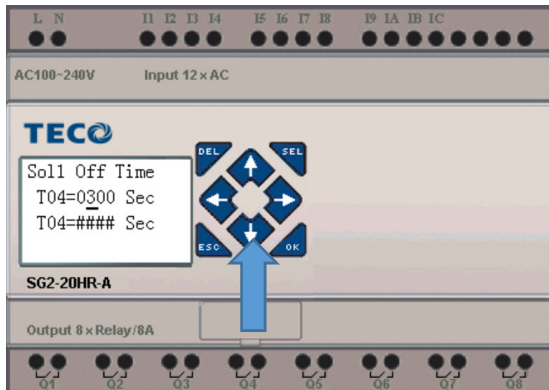 L N I1 I2 I3 I4 I5 I6 I7 I8 I9 IA IB IC
AC100~240V Input 12 x AC
TECO
DEL SEL
Sol1 Off Time
T04=0300 Sec
T04=#### Sec
ESC OK
SG2-20HR-A
Output 8 x Relay/8A
Q1 Q2 Q3 Q4 Q5 Q6 Q7 Q8